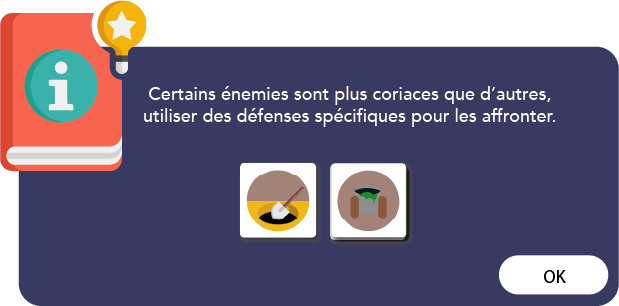 Certains énemies sont plus coriaces que d'autres,
utiliser des défenses spécifiques pour les affronter.
OK